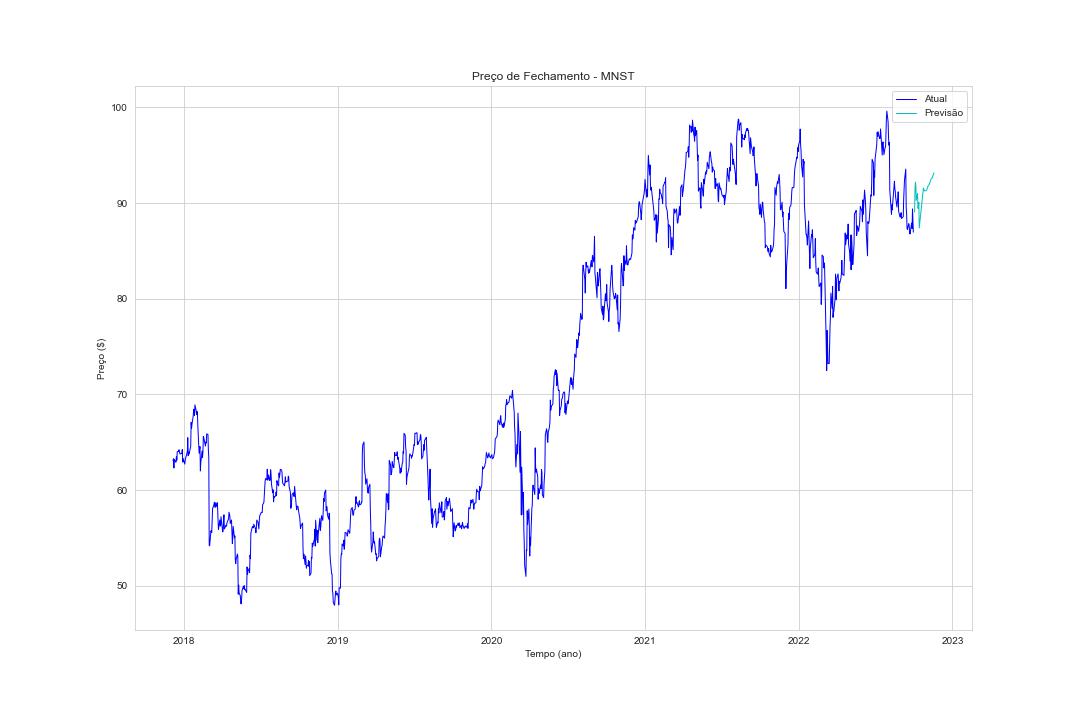 Preço de Fechamento - MNST
Atual
Previsão
100
90
80
70
60
50
Preço ($)
2018
2019
2020
2021
2022
2023
Tempo (ano)